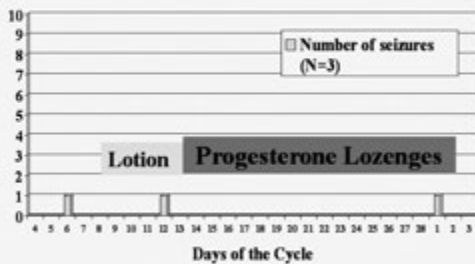 10
9
8
7
6
5
4
3
2
1
0
Number of seizures
(N=3)
Lotion
Progesterone Lozenges
4 5 6 7 8 9 10 11 12 13 14 15 16 17 18 19 20 21 22 23 24 25 26 27 28 1 2 3
Days of the Cycle